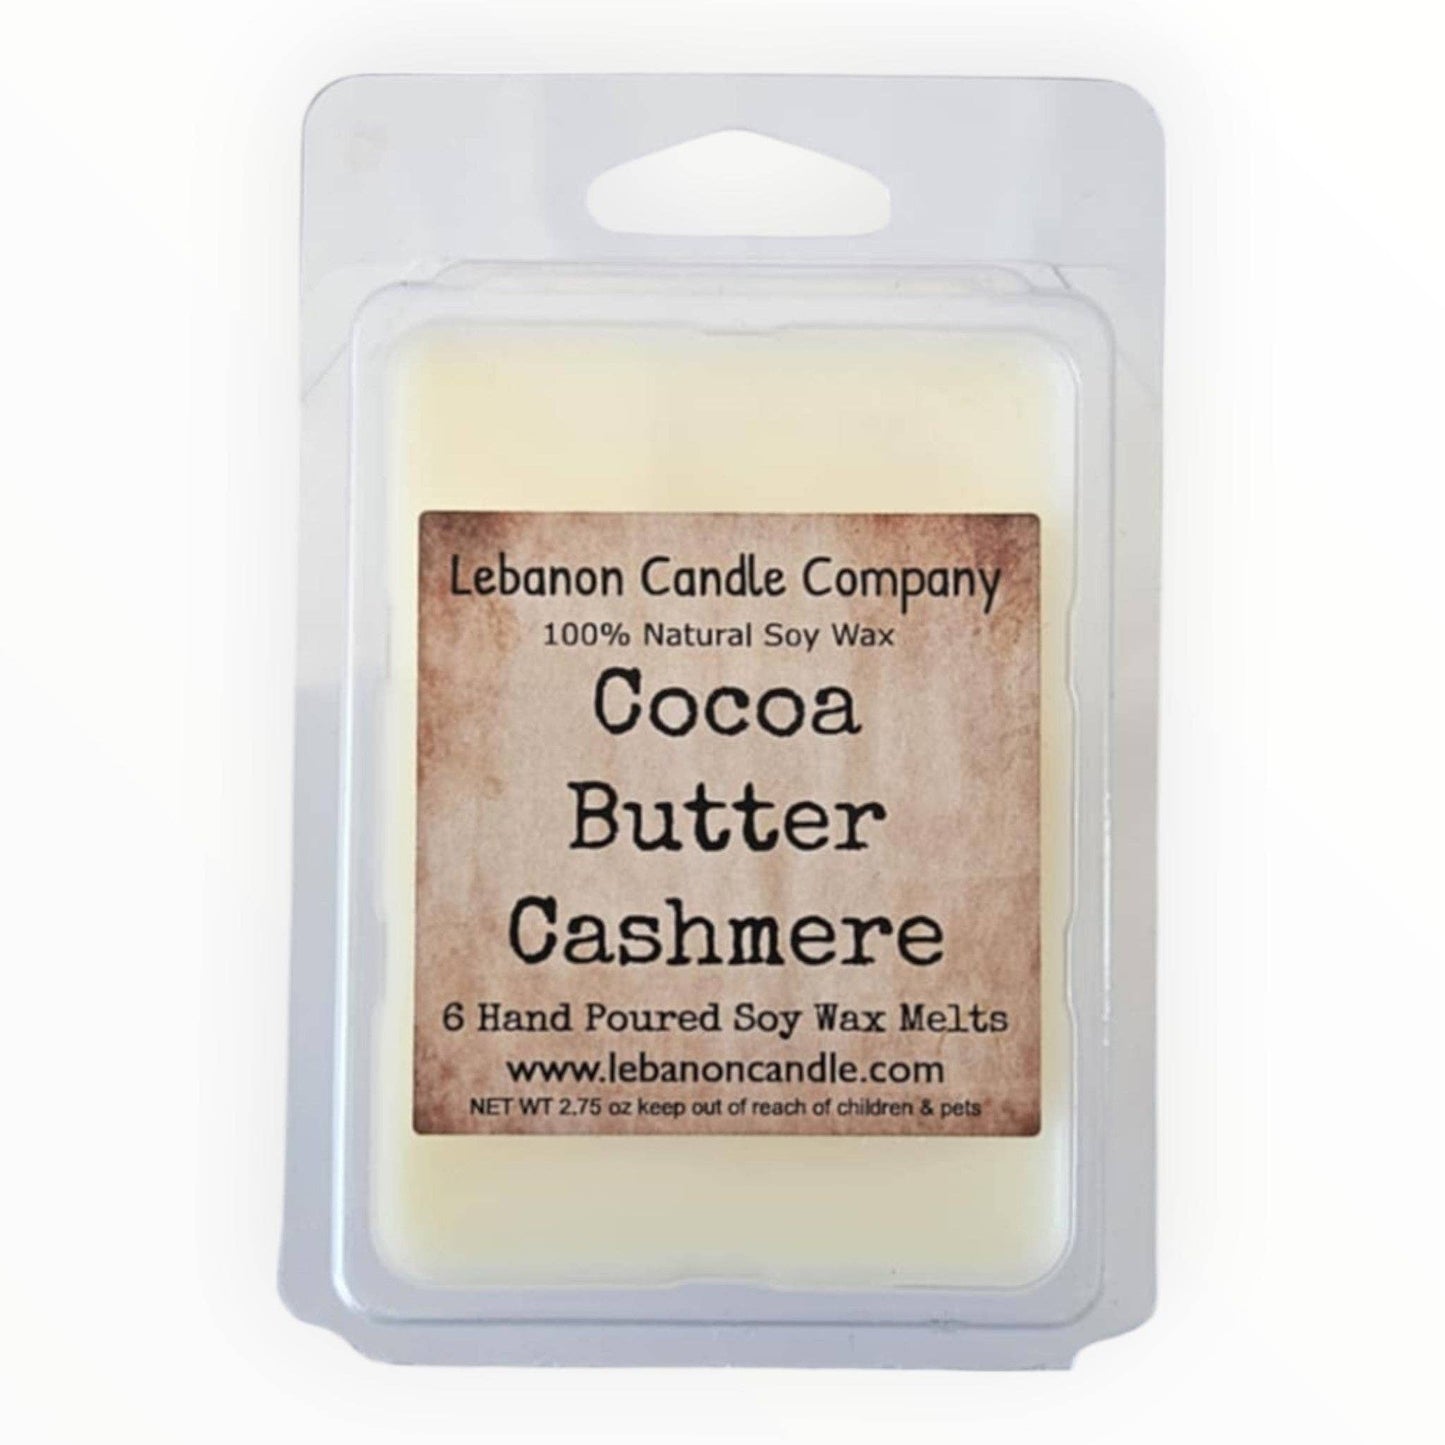 Lebanon Candle Company
100% Natural Soy Wax
Cocoa
Butter
Cashmere
6 Hand Poured Soy Wax Melts
www.lebanoncandle.com
NET WT 2.75 oz keep out of reach of children & pets